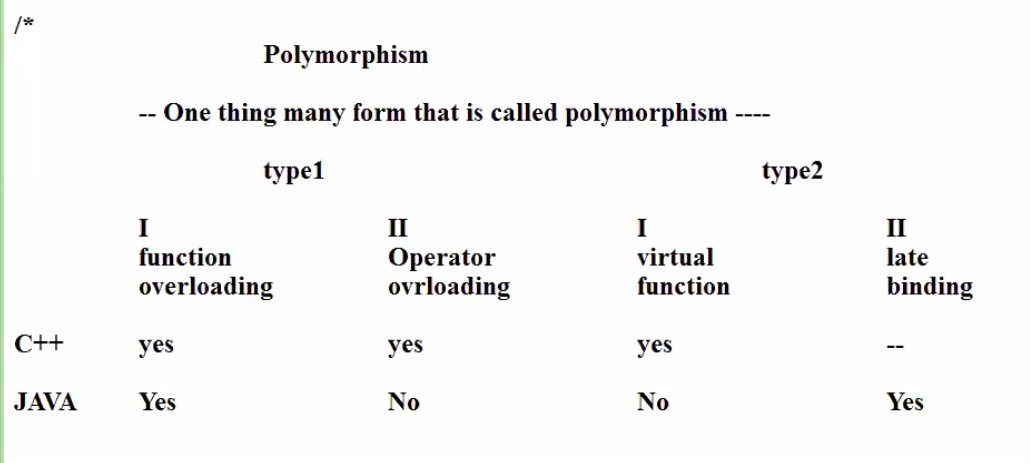 /*
Polymorphism
-- One thing many form that is called polymorphism ----
type1 type2
I II I II
function Operator virtual late
overloading ovrloading function binding
C++ yes yes yes --
JAVA Yes No No Yes